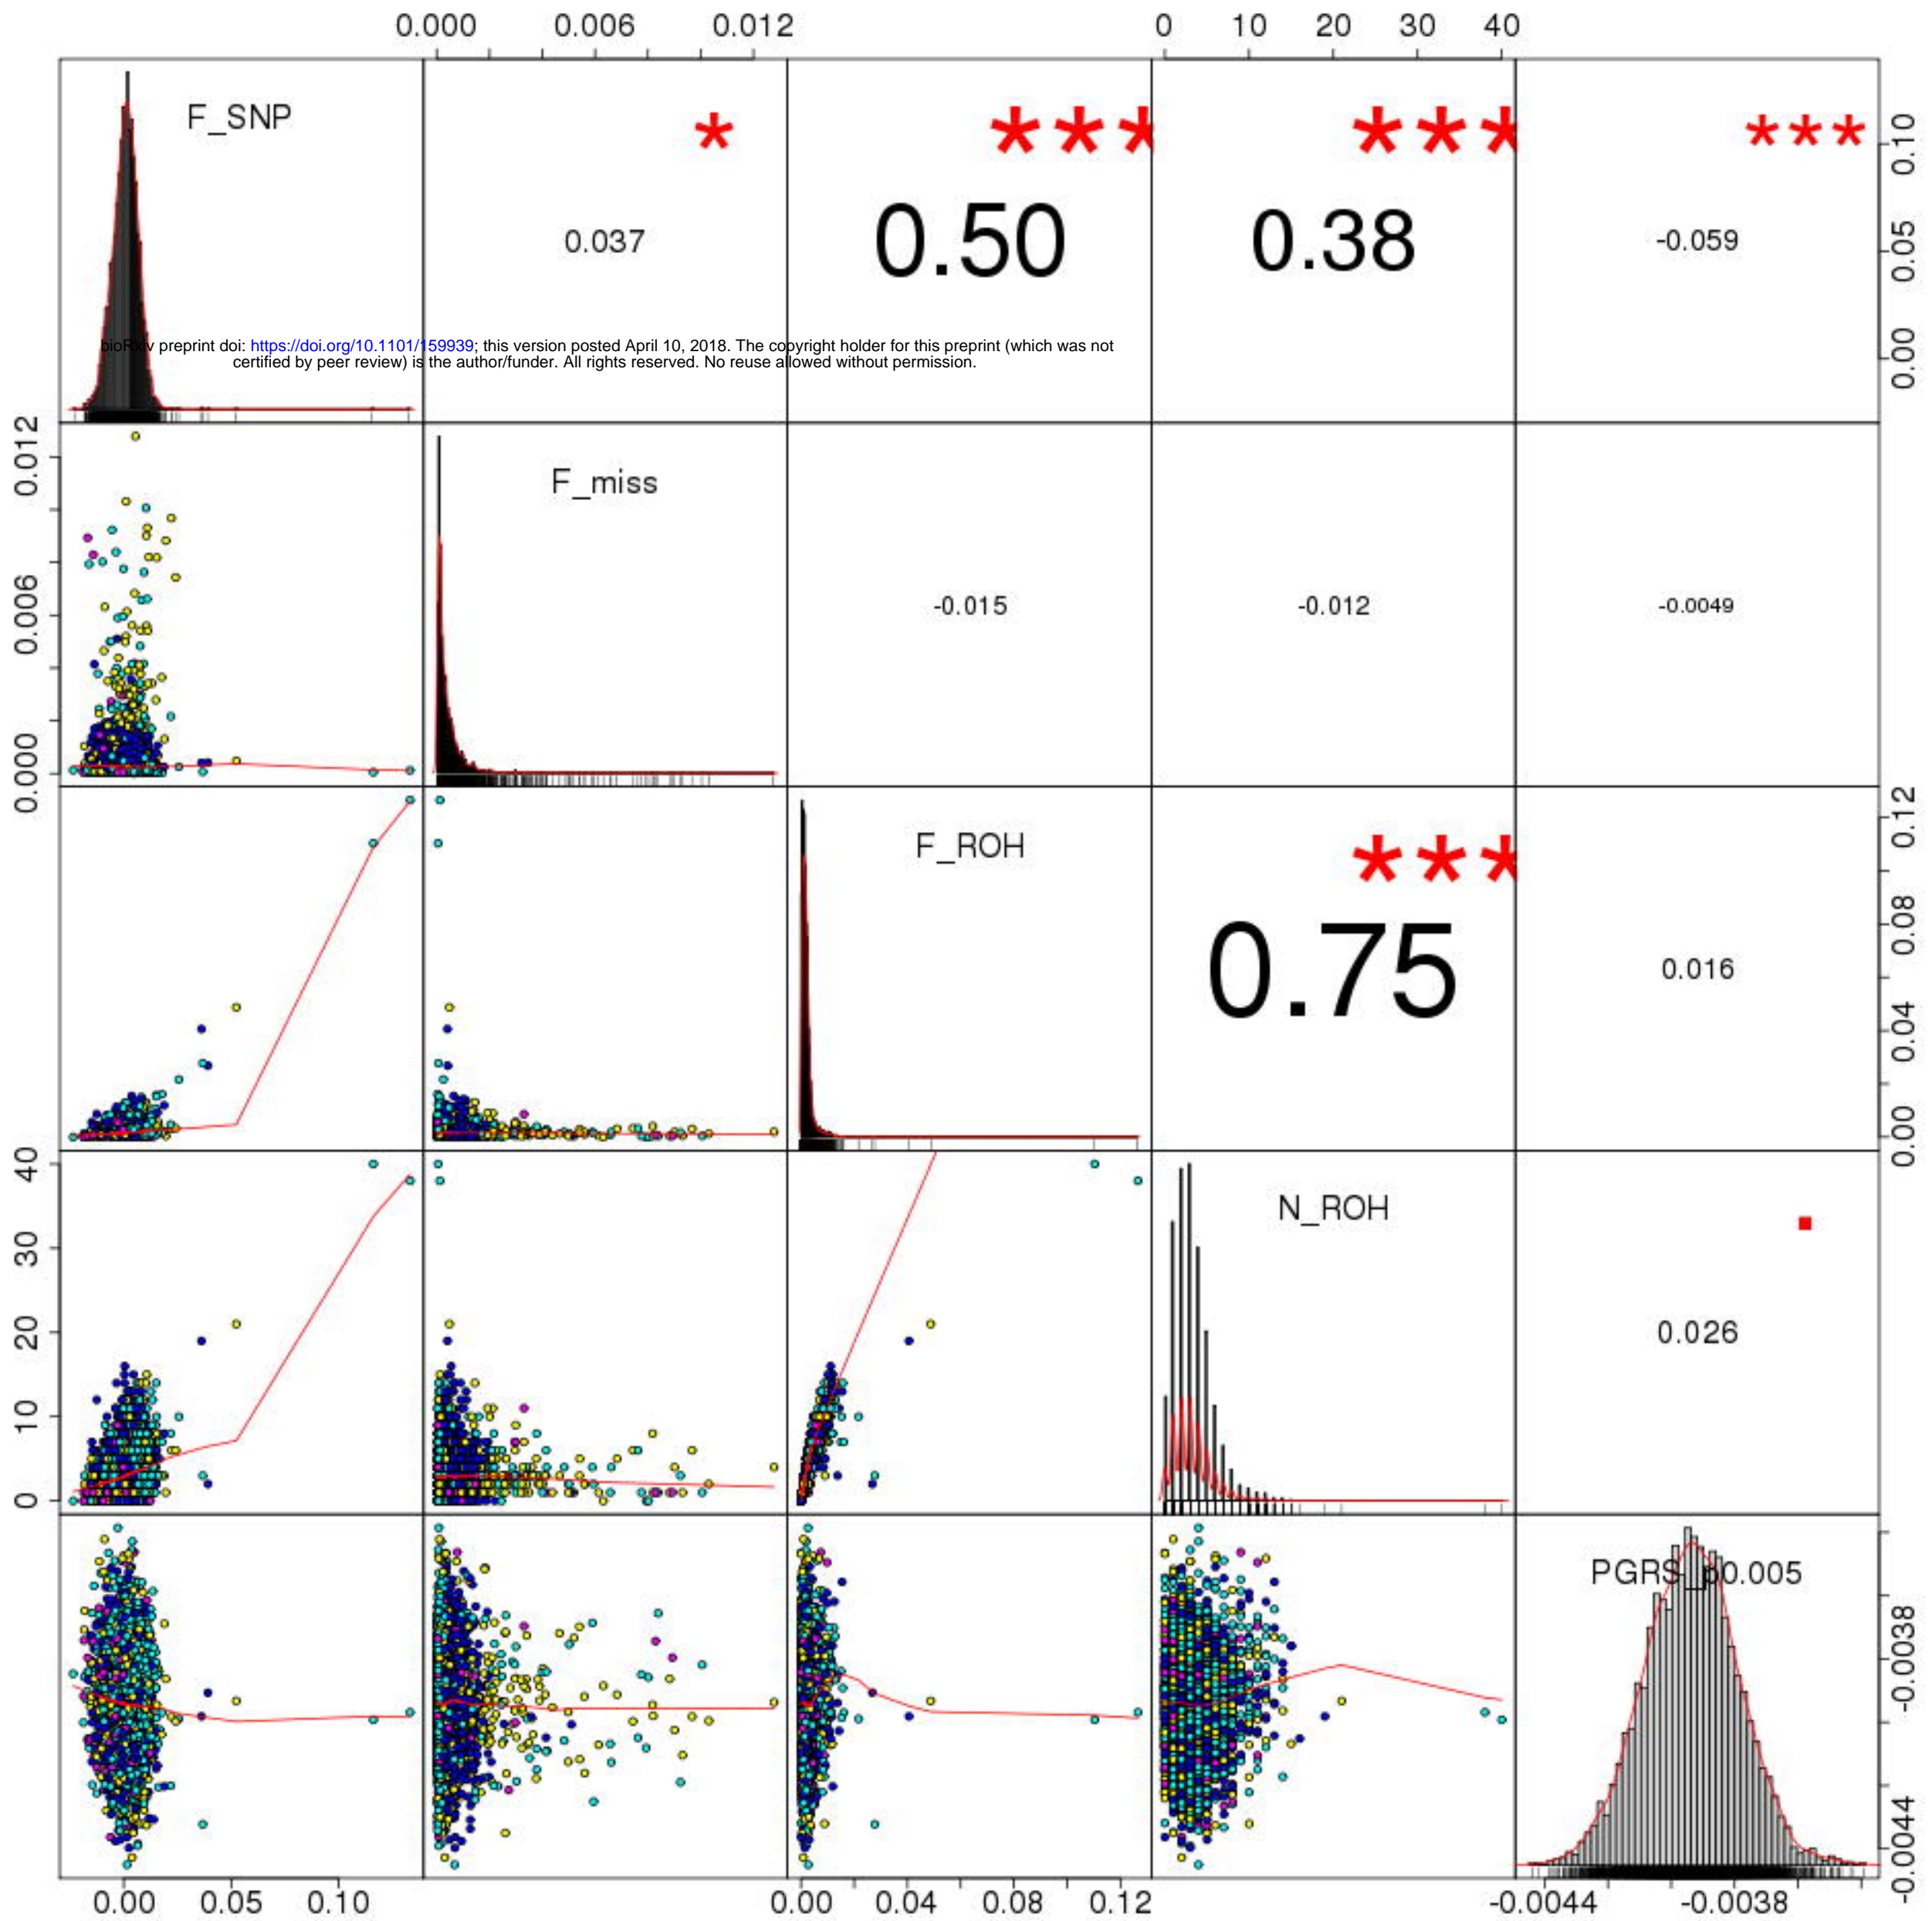 0.000 0.006 0.012 0 10 20 30 40
F_SNP * *** *** ***
0.037 0.50 0.38 -0.059
0.00 0.05 0.10
bioRxiv preprint doi: https://doi.org/10.1101/159939; this version posted April 10, 2018. The copyright holder for this preprint (which was not
certified by peer review) is the author/funder. All rights reserved. No reuse allowed without permission.
0.000 0.006 0.012
F_miss
-0.015 -0.012 -0.0049
F_ROH ***
0.75 0.016
0.00 0.04 0.08 0.12
0 10 20 30 40
N_ROH
0.026
PGRS_p0.005
-0.0044 -0.0038
0.00 0.05 0.10 0.00 0.04 0.08 0.12 -0.0044 -0.0038